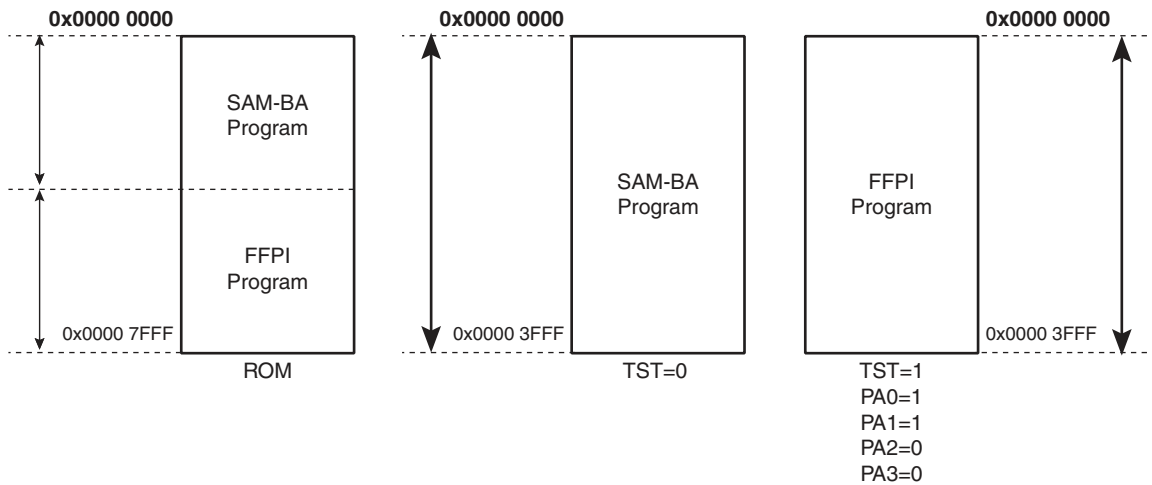 0x0000 0000
0x0000 0000
0x0000 0000
SAM-BA
Program
FFPI
Program
0x0000 7FFF
ROM
SAM-BA
Program
0x0000 3FFF
TST=0
FFPI
Program
0x0000 3FFF
TST=1
PA0=1
PA1=1
PA2=0
PA3=0